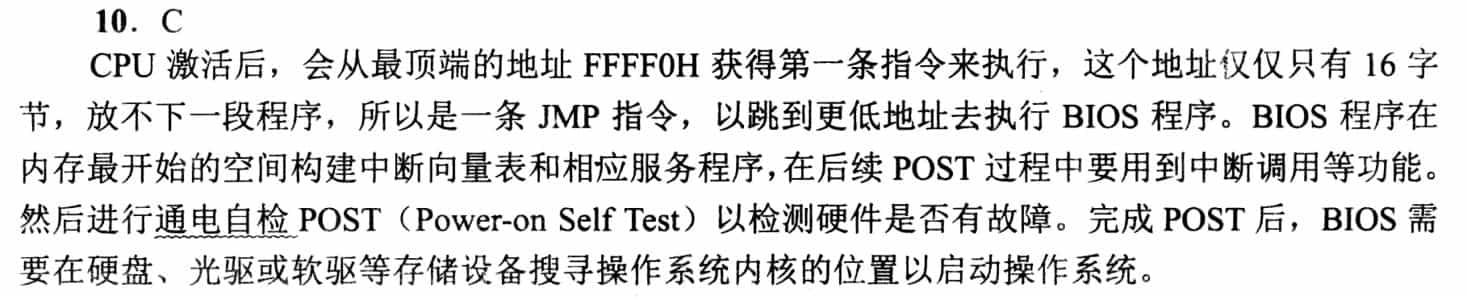 10. C
CPU 激活后，会从最顶端的地址 FFFF0H 获得第一条指令来执行，这个地址仅仅只有 16 字
节，放不下一段程序，所以是一条 JMP 指令，以跳到更低地址去执行 BIOS 程序。BIOS 程序在
内存最开始的空间构建中断向量表和相应服务程序，在后续 POST 过程中要用到中断调用等功能。
然后进行通电自检 POST（Power-on Self Test）以检测硬件是否有故障。完成 POST 后，BIOS 需
要在硬盘、光驱或软驱等存储设备搜寻操作系统内核的位置以启动操作系统。